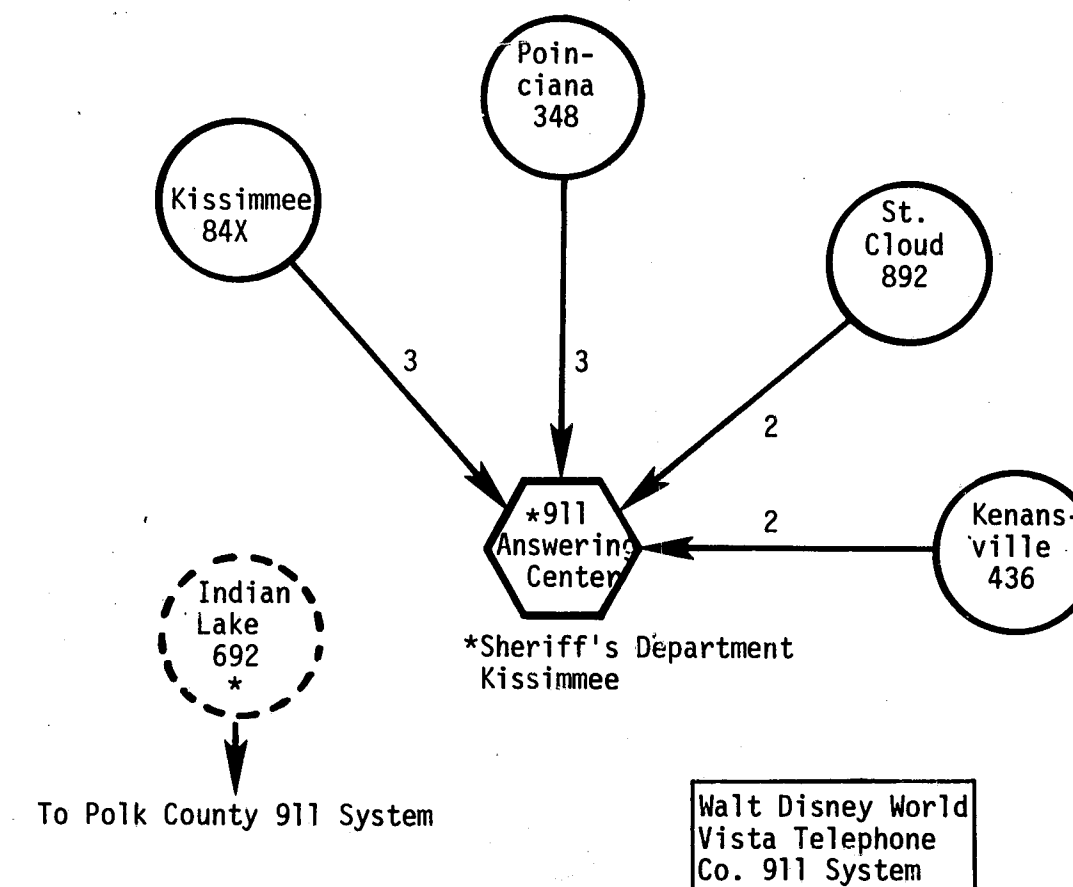 Poin-
ciana
348
Kissimmee
84X
St.
Cloud
892
3
3
2
2
*911
Answering
Center
Kenans-
ville
436
Indian
Lake
692
*
*Sheriff's Department
Kissimmee
To Polk County 911 System
Walt Disney World
Vista Telephone
Co. 911 System